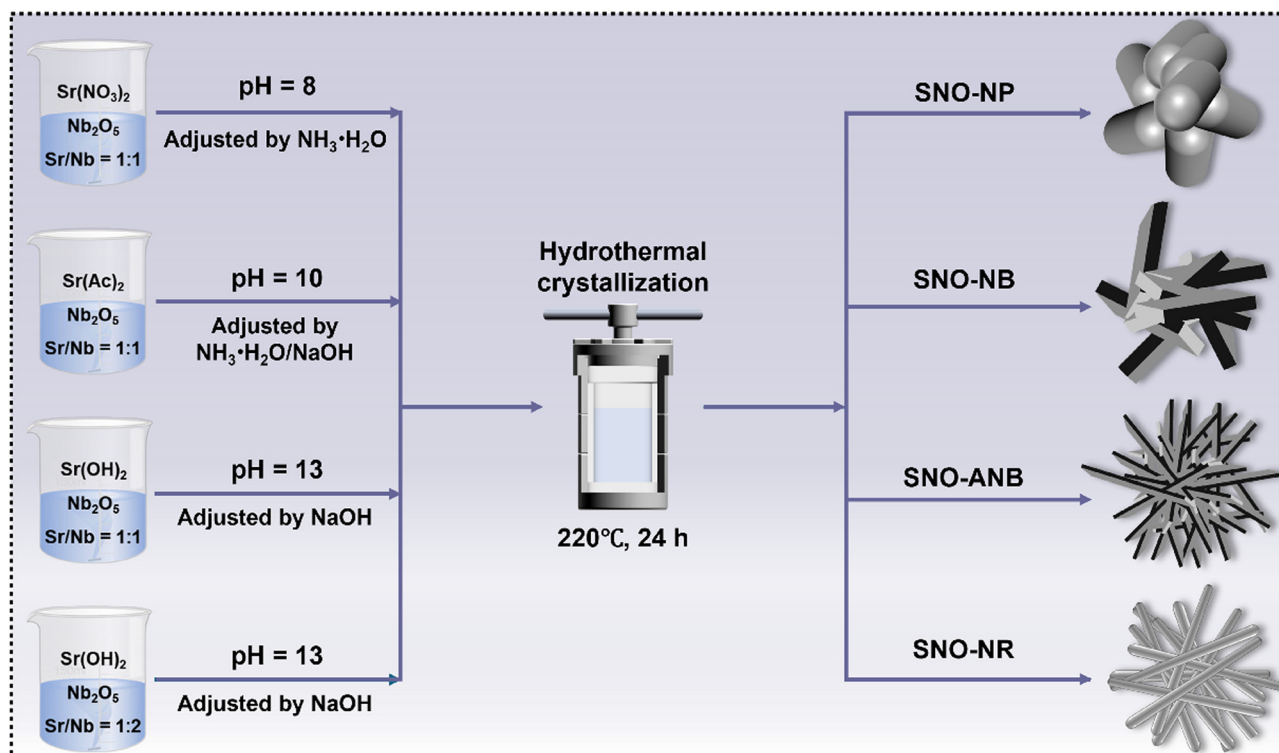 Sr(NO₃)₂
Nb₂O₅
Sr/Nb = 1:1
pH = 8
Adjusted by NH₃•H₂O
Sr(Ac)₂
Nb₂O₅
Sr/Nb = 1:1
pH = 10
Adjusted by
NH₃•H₂O/NaOH
Sr(OH)₂
Nb₂O₅
Sr/Nb = 1:1
pH = 13
Adjusted by NaOH
Sr(OH)₂
Nb₂O₅
Sr/Nb = 1:2
pH = 13
Adjusted by NaOH
Hydrothermal
crystallization
220℃, 24 h
SNO-NP
SNO-NB
SNO-ANB
SNO-NR